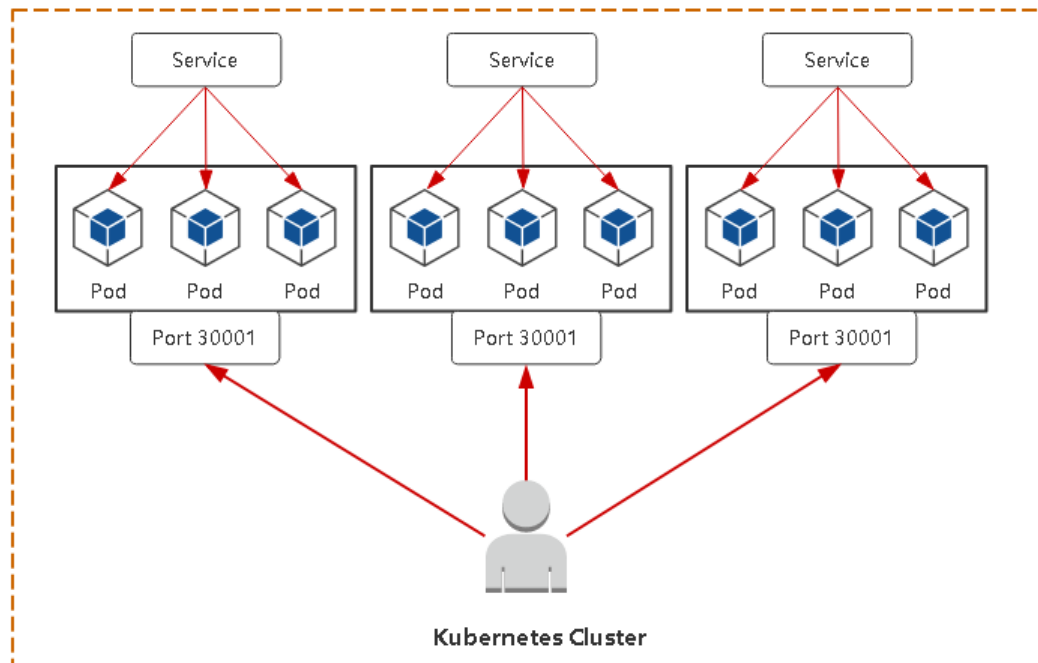 Service
Service
Service
Pod
Pod
Pod
Pod
Pod
Pod
Pod
Pod
Pod
Port 30001
Port 30001
Port 30001
Kubernetes Cluster